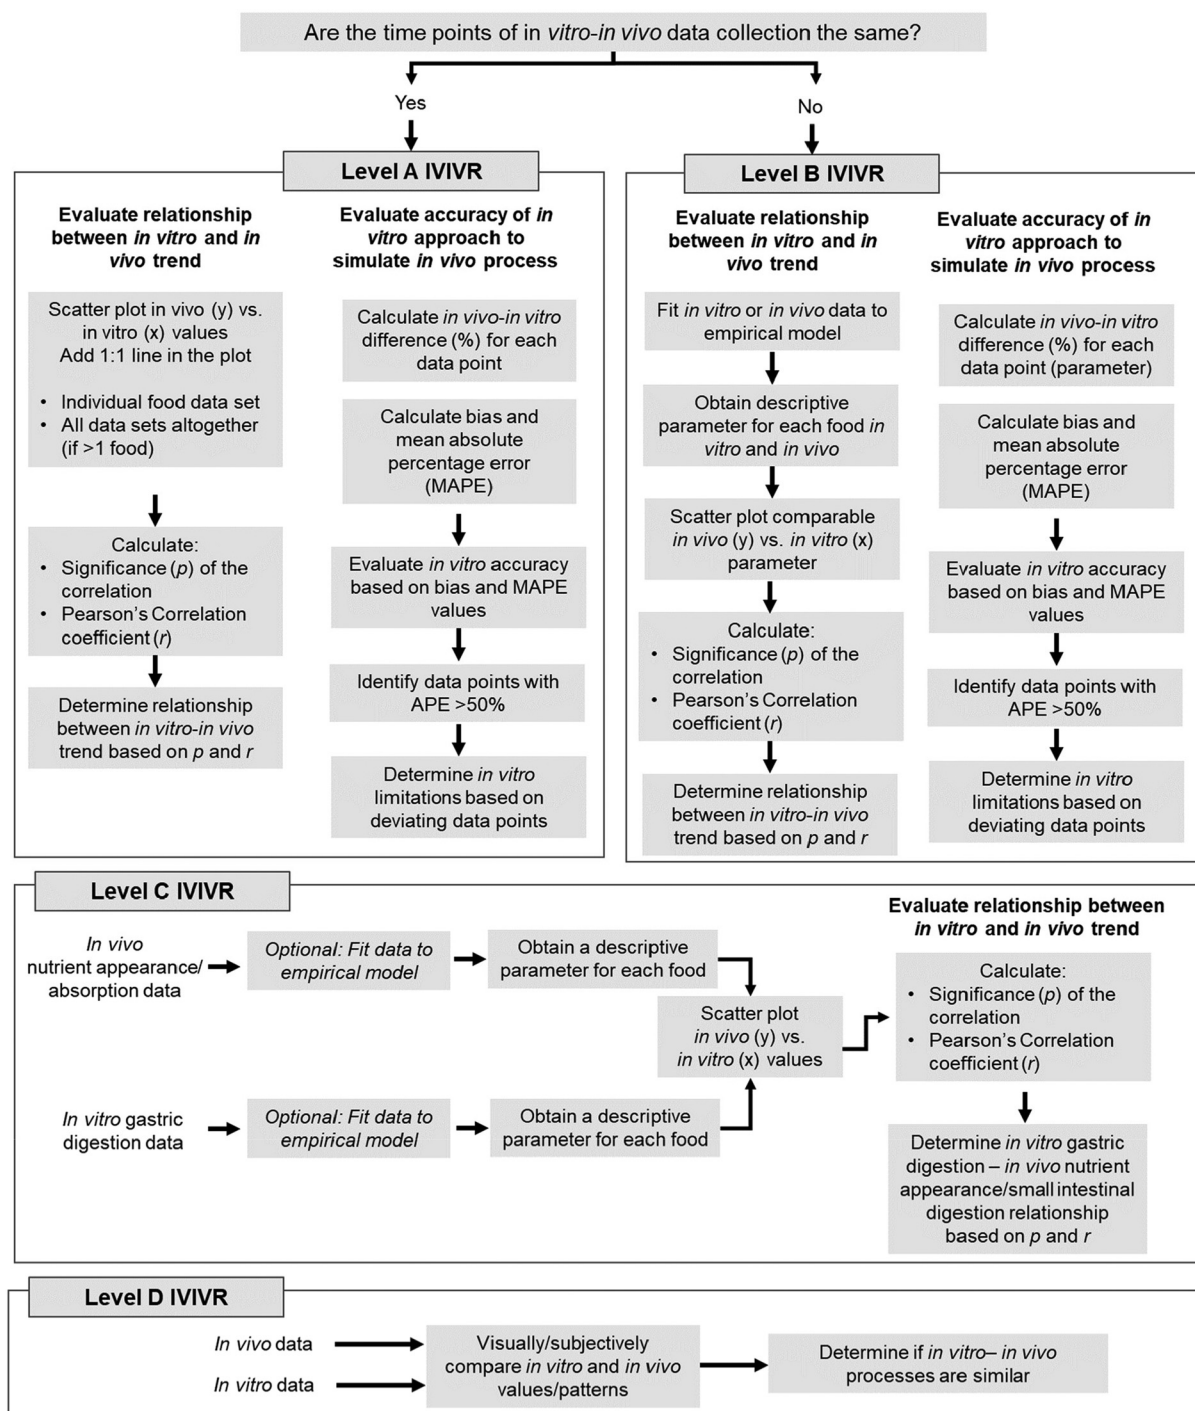 Are the time points of in vitro-in vivo data collection the same?
Yes
No
Level A IVIVR
Evaluate relationship
between in vitro and in
vivo trend
Scatter plot in vivo (y) vs.
in vitro (x) values
Add 1:1 line in the plot
• Individual food data set
• All data sets altogether
(if >1 food)
Calculate:
• Significance (p) of the
correlation
• Pearson's Correlation
coefficient (r)
Determine relationship
between in vitro-in vivo
trend based on p and r
Evaluate accuracy of in
vitro approach to
simulate in vivo process
Calculate in vivo-in vitro
difference (%) for each
data point
Calculate bias and
mean absolute
percentage error
(MAPE)
Evaluate in vitro accuracy
based on bias and MAPE
values
Identify data points with
APE >50%
Determine in vitro
limitations based on
deviating data points
Level B IVIVR
Evaluate relationship
between in vitro and in
vivo trend
Fit in vitro or in vivo data to
empirical model
Obtain descriptive
parameter for each food in
vitro and in vivo
Scatter plot comparable
in vivo (y) vs. in vitro (x)
parameter
Calculate:
• Significance (p) of the
correlation
• Pearson's Correlation
coefficient (r)
Determine relationship
between in vitro-in vivo
trend based on p and r
Evaluate accuracy of in
vitro approach to
simulate in vivo process
Calculate in vivo-in vitro
difference (%) for each
data point (parameter)
Calculate bias and
mean absolute
percentage error
(MAPE)
Evaluate in vitro accuracy
based on bias and MAPE
values
Identify data points with
APE >50%
Determine in vitro
limitations based on
deviating data points
Level C IVIVR
In vivo
nutrient appearance/
absorption data
Optional: Fit data to
empirical model
Obtain a descriptive
parameter for each food
In vitro gastric
digestion data
Optional: Fit data to
empirical model
Obtain a descriptive
parameter for each food
Scatter plot
in vivo (y) vs.
in vitro (x) values
Evaluate relationship between
in vitro and in vivo trend
Calculate:
• Significance (p) of the
correlation
• Pearson's Correlation
coefficient (r)
Determine in vitro gastric
digestion – in vivo nutrient
appearance/small intestinal
digestion relationship
based on p and r
Level D IVIVR
In vivo data
In vitro data
Visually/subjectively
compare in vitro and in vivo
values/patterns
Determine if in vitro– in vivo
processes are similar